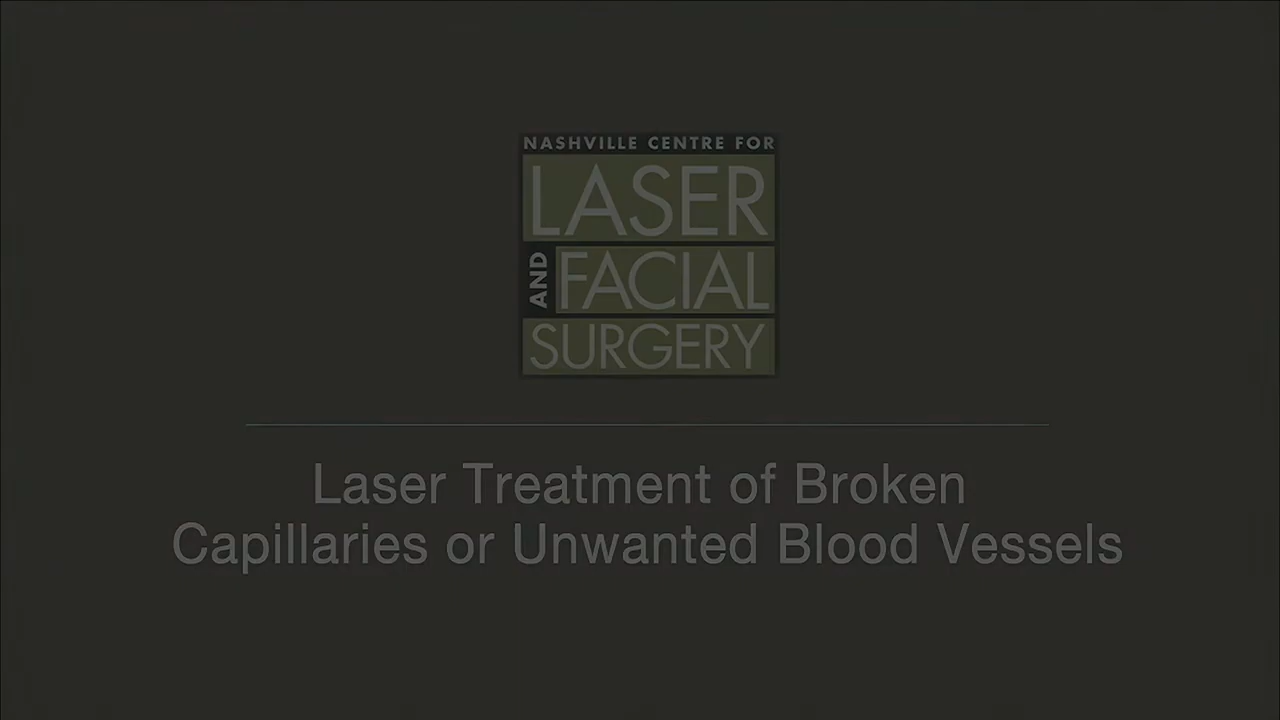 NASHVILLE CENTRE FOR
LASER
AND FACIAL
SURGERY
Laser Treatment of Broken
Capillaries or Unwanted Blood Vessels